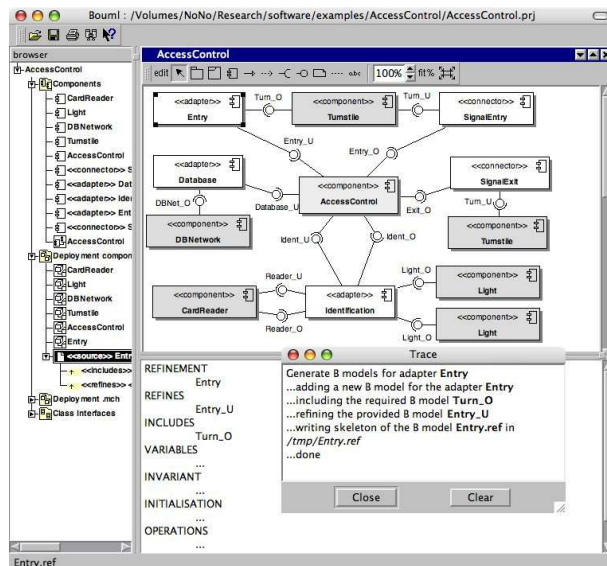 Bouml : /Volumes/NoNo/Research/software/examples/AccessControl/AccessControl.prj
browser
AccessControl
Components
CardReader
Light
DBNetwork
Turnstile
AccessControl
<<connector>> S
<<adapter>> Dat
<<adapter>> Iden
<<adapter>> Ent
<<connector>> S
AccessControl
Deployment compon
CardReader
Light
DBNetwork
Turnstile
AccessControl
Entry
<<source>> Entr
<<includes>>
<<refines>> <
Deployment .mch
Class Interfaces
Entry.ref
AccessControl
edit
abc
100%
fit%
<<adapter>>
Entry
Turn_O
<<component>>
Turnstile
Turn_U
<<connector>>
SignalEntry
Entry_U
Entry_O
<<adapter>>
Database
DBNet_O
Database_U
<<component>>
AccessControl
<<connector>>
SignalExit
Exit_O
Turn_U
<<component>>
DBNetwork
<<component>>
Turnstile
Ident_U
Ident_O
Reader_U
<<component>>
CardReader
Reader_O
<<adapter>>
Identification
Light_O
<<component>>
Light
Light_O
<<component>>
Light
REFINEMENT
Entry
REFINES
Entry_U
INCLUDES
Turn_O
VARIABLES
...
INVARIANT
...
INITIALISATION
...
OPERATIONS
...
Trace
Generate B models for adapter Entry
...adding a new B model for the adapter Entry
...including the required B model Turn_O
...refining the provided B model Entry_U
...writing skeleton of the B model Entry.ref in
/tmp/Entry.ref
...done
Close
Clear